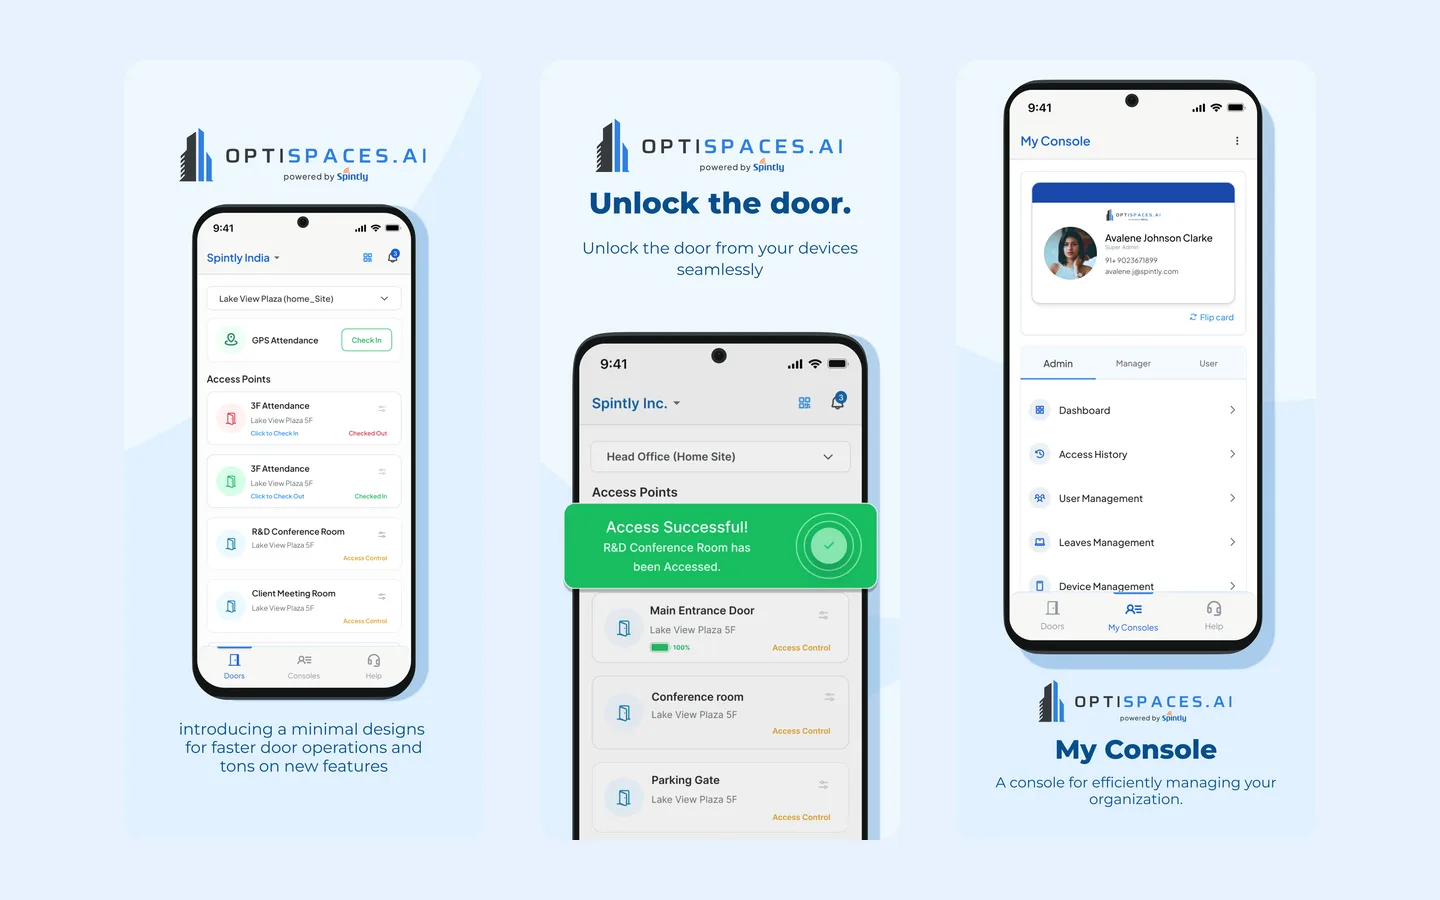 OPTISPACES.AI
powered by Spintly
9:41
Spintly India
3
Lake View Plaza (home_Site)
GPS Attendance
Check In
Access Points
3F Attendance
Lake View Plaza 5F
Click to Check In
Checked Out
3F Attendance
Lake View Plaza 5F
Click to Check Out
Checked In
R&D Conference Room
Lake View Plaza 5F
Access Control
Client Meeting Room
Lake View Plaza 5F
Access Control
Doors
Consoles
Help
introducing a minimal designs
for faster door operations and
tons on new features
OPTISPACES.AI
powered by Spintly
Unlock the door.
Unlock the door from your devices
seamlessly
9:41
Spintly Inc.
3
Head Office (Home Site)
Access Points
Access Successful!
R&D Conference Room has
been Accessed.
Main Entrance Door
Lake View Plaza 5F
100%
Access Control
Conference room
Lake View Plaza 5F
Access Control
Parking Gate
Lake View Plaza 5F
Access Control
9:41
My Console
OPTISPACES.AI
Avalene Johnson Clarke
Super Admin
91+ 9023671899
avalene.j@spintly.com
Flip card
Admin
Manager
User
Dashboard
Access History
User Management
Leaves Management
Device Management
Doors
My Consoles
Help
OPTISPACES.AI
powered by Spintly
My Console
A console for efficiently managing your
organization.